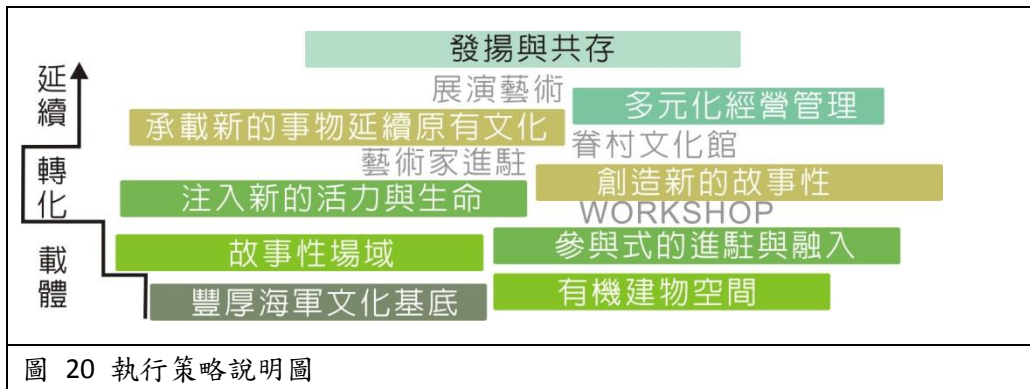 發揚與共存
展演藝術
多元化經營管理
承載新的事物延續原有文化
眷村文化館
藝術家進駐
創造新的故事性
注入新的活力與生命
WORKSHOP
故事性場域
參與式的進駐與融入
豐厚海軍文化基底
有機建物空間
延續
轉化
載體
圖 20 執行策略說明圖